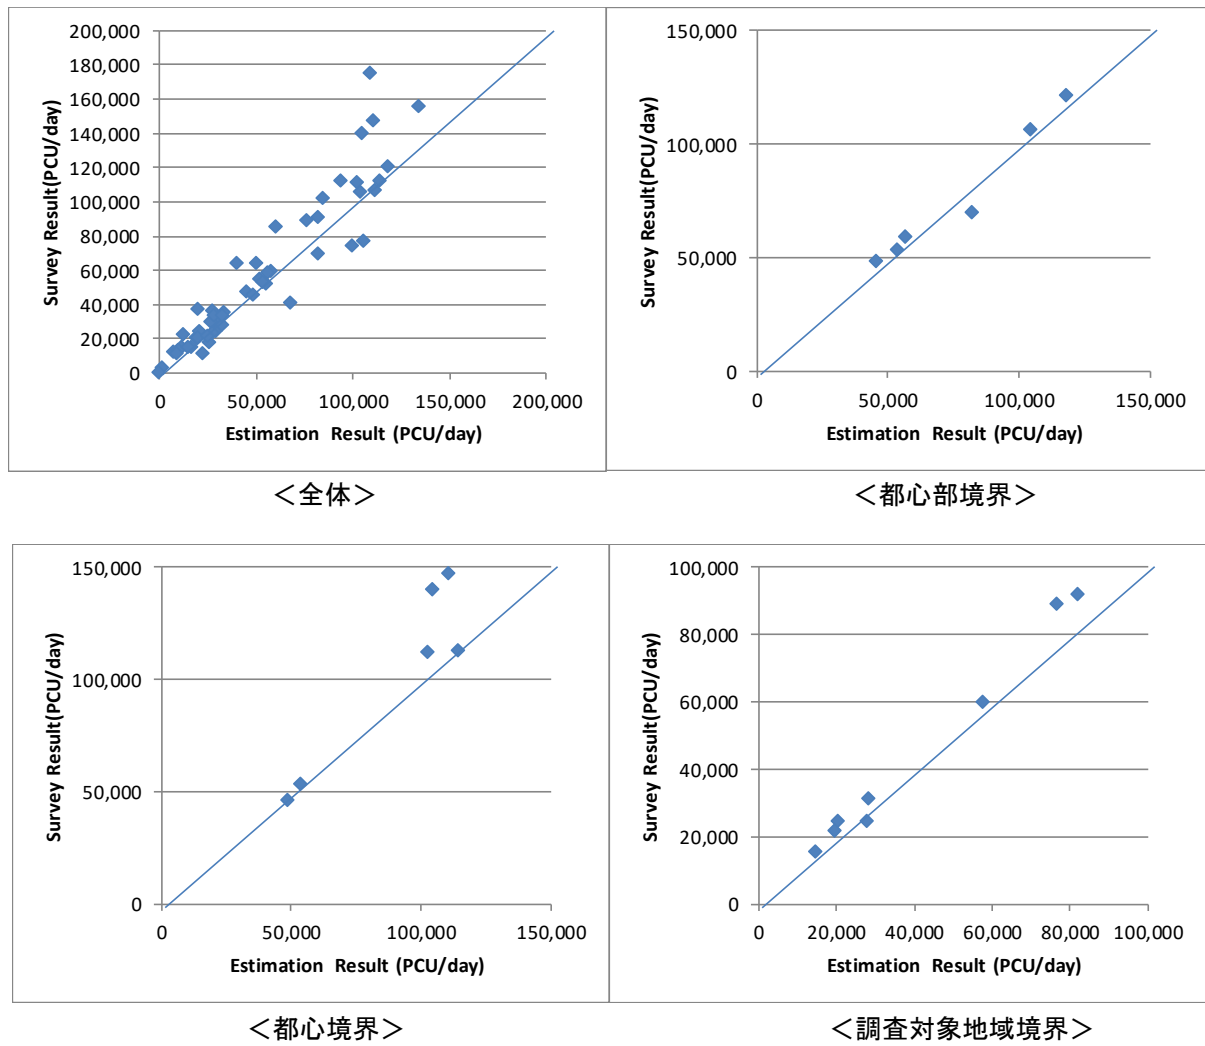 200,000
180,000
160,000
140,000
120,000
100,000
80,000
60,000
40,000
20,000
0
Survey Result(PCU/day)
0 50,000 100,000 150,000 200,000
Estimation Result (PCU/day)
＜全体＞
150,000
100,000
50,000
0
Survey Result(PCU/day)
0 50,000 100,000 150,000
Estimation Result (PCU/day)
＜都心部境界＞
150,000
100,000
50,000
0
Survey Result(PCU/day)
0 50,000 100,000 150,000
Estimation Result (PCU/day)
＜都心境界＞
100,000
80,000
60,000
40,000
20,000
0
Survey Result(PCU/day)
0 20,000 40,000 60,000 80,000 100,000
Estimation Result (PCU/day)
＜調査対象地域境界＞